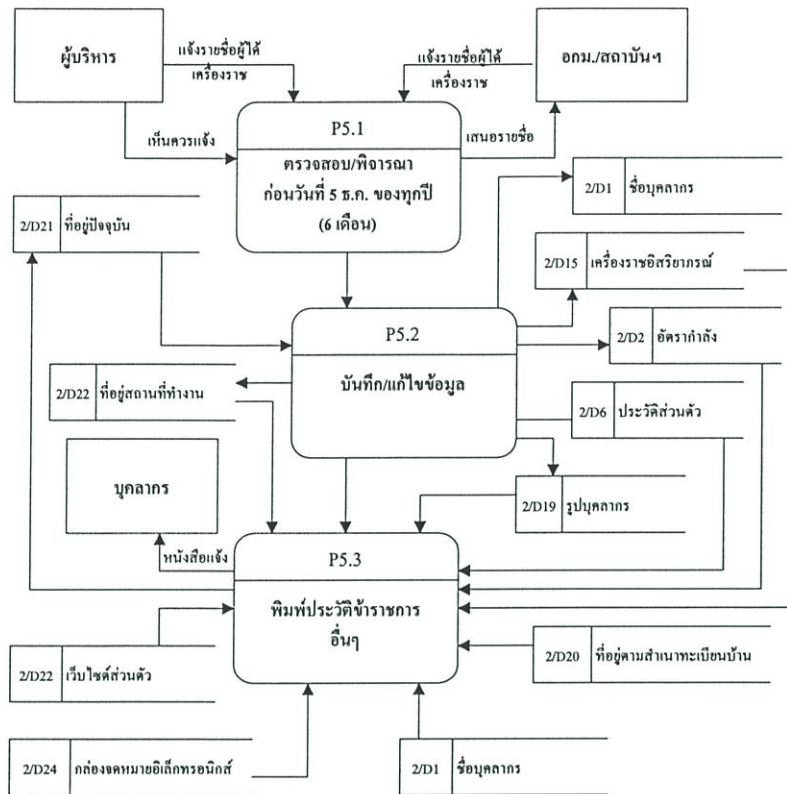 ผู้บริหาร
แจ้งรายชื่อผู้ได้
เครื่องราช
แจ้งรายชื่อผู้ได้
เครื่องราช
อกม./สถาบันฯ
เห็นควรแจ้ง
P5.1
ตรวจสอบ/พิจารณา
ก่อนวันที่ 5 ธ.ค. ของทุกปี
(6 เดือน)
เสนอรายชื่อ
2/D1 ชื่อบุคลากร
2/D21 ที่อยู่ปัจจุบัน
2/D15 เครื่องราชอิสริยาภรณ์
P5.2
บันทึก/แก้ไขข้อมูล
2/D2 อัตรากำลัง
2/D22 ที่อยู่สถานที่ทำงาน
2/D6 ประวัติส่วนตัว
บุคลากร
2/D19 รูปบุคลากร
หนังสือแจ้ง
P5.3
พิมพ์ประวัติข้าราชการ
อื่นๆ
2/D22 เว็บไซต์ส่วนตัว
2/D20 ที่อยู่ตามสำเนาทะเบียนบ้าน
2/D24 กล่องจดหมายอิเล็กทรอนิกส์
2/D1 ชื่อบุคลากร